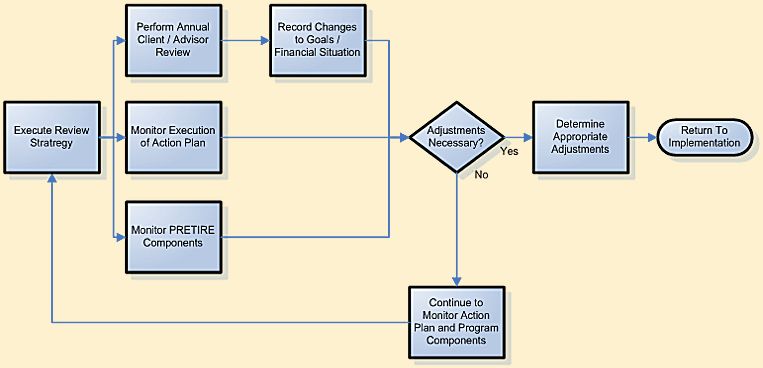 Perform Annual
Client / Advisor
Review
Record Changes
to Goals /
Financial Situation
Execute Review
Stratregy
Monitor Execution
of Action Plan
Monitor PRETIRE
Components
Adjustments
Necessary?
Yes
No
Determine
Appropriate
Adjustments
Return To
Implementation
Continue to
Monitor Action
Plan and Program
Components